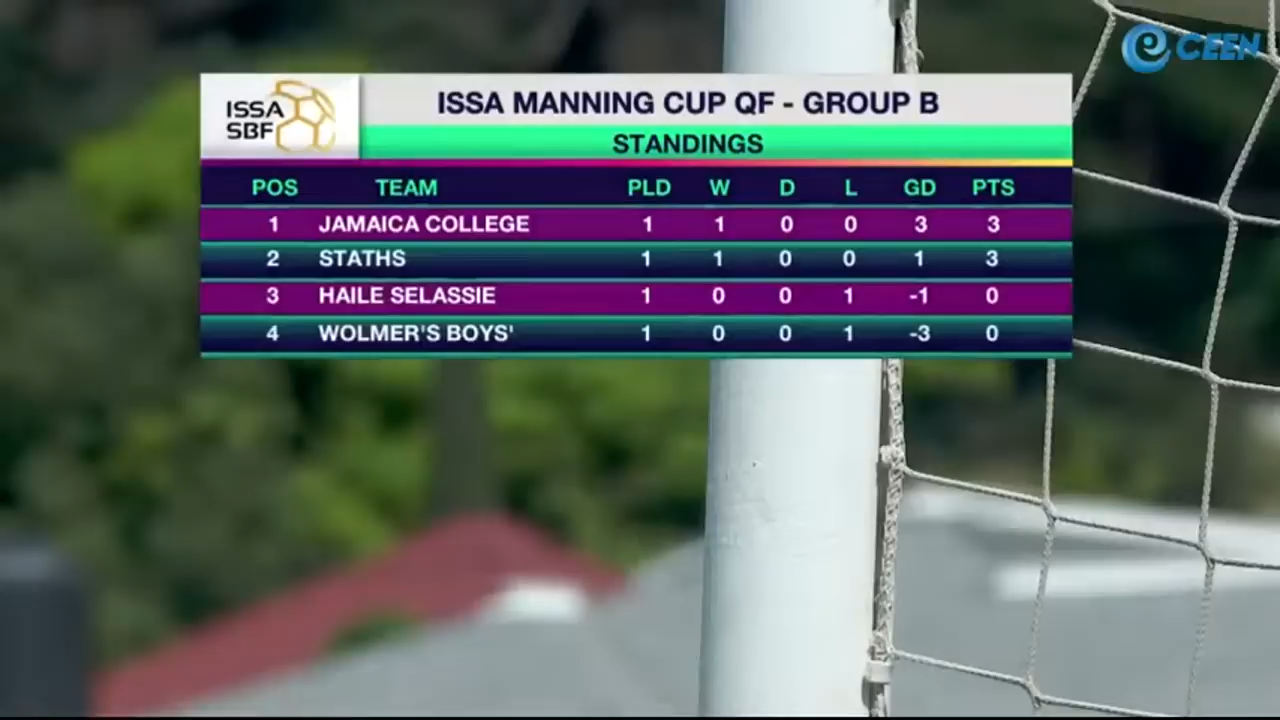 CEEN
ISSA
SBF
ISSA MANNING CUP QF - GROUP B
STANDINGS
POS TEAM PLD W D L GD PTS
1 JAMAICA COLLEGE 1 1 0 0 3 3
2 STATHS 1 1 0 0 1 3
3 HAILE SELASSIE 1 0 0 1 -1 0
4 WOLMER'S BOYS' 1 0 0 1 -3 0